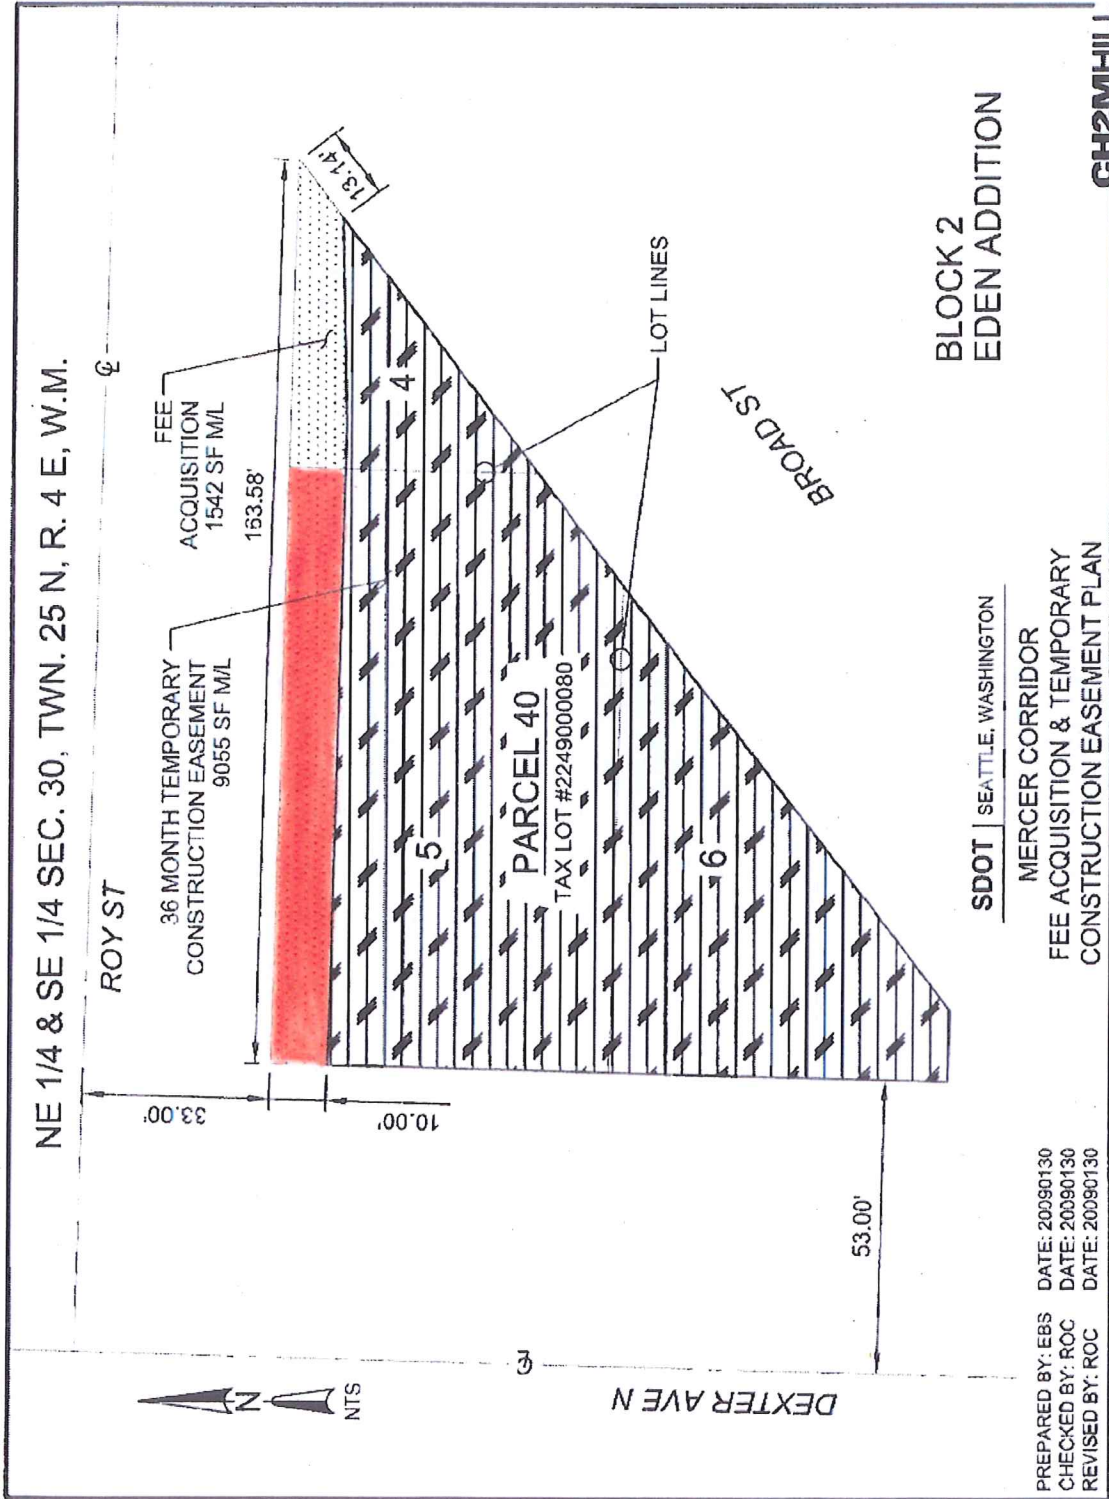 NE 1/4 & SE 1/4 SEC. 30, TWN. 25 N, R. 4 E, W.M.
ROY ST
℄
33.00'
10.00'
36 MONTH TEMPORARY
CONSTRUCTION EASEMENT
9055 SF M/L
FEE
ACQUISITION
1542 SF M/L
163.58'
13.14'
4
5
PARCEL 40
TAX LOT #2249000080
6
LOT LINES
BROAD ST
53.00'
℄
DEXTER AVE N
N
NTS
BLOCK 2
EDEN ADDITION
SDOT SEATTLE, WASHINGTON
MERCER CORRIDOR
FEE ACQUISITION & TEMPORARY
CONSTRUCTION EASEMENT PLAN
PREPARED BY: EBS DATE: 20090130
CHECKED BY: ROC DATE: 20090130
REVISED BY: ROC DATE: 20090130
CH2MHILL